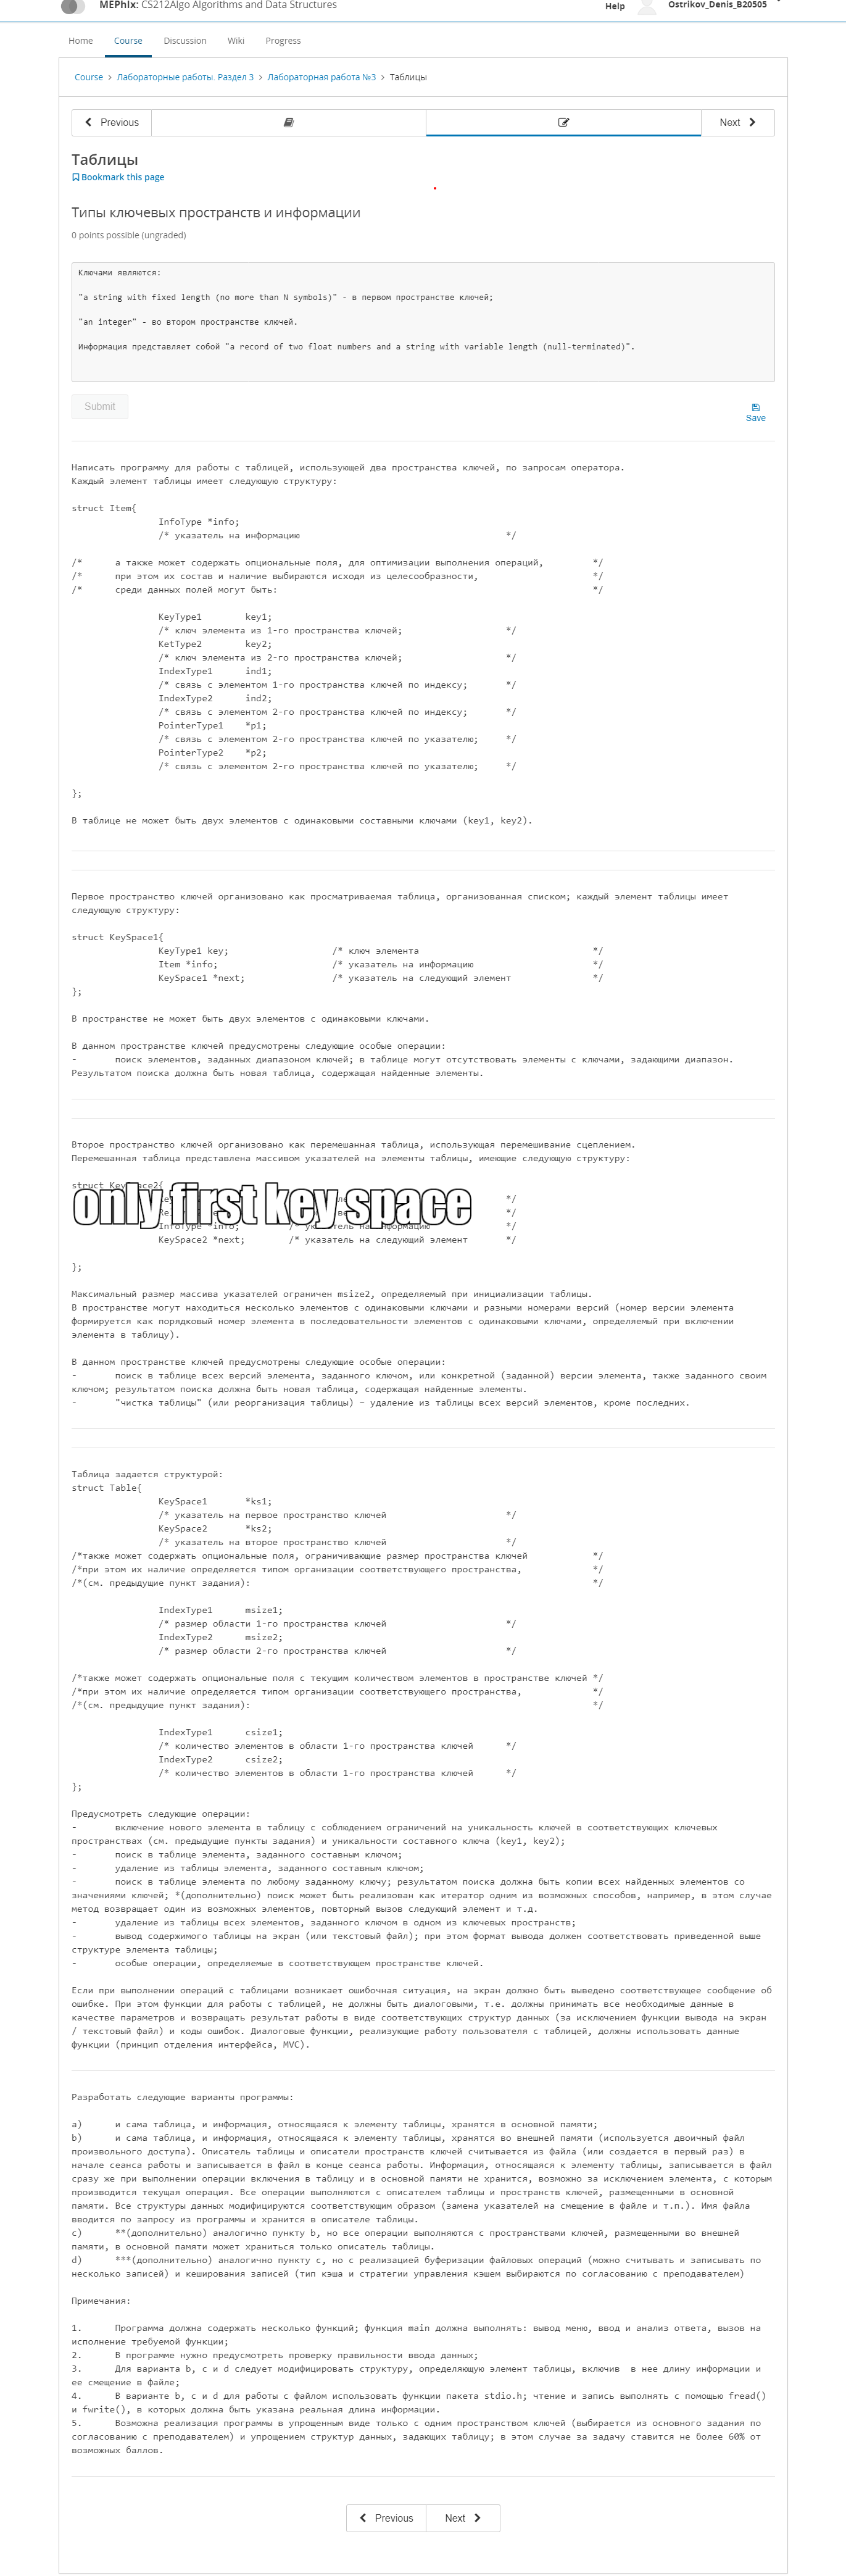 MEPhIx: CS212Algo Algorithms and Data Structures
Help
Ostrikov_Denis_B20505
Home
Course
Discussion
Wiki
Progress
Course > Лабораторные работы. Раздел 3 > Лабораторная работа №3 > Таблицы
Previous
Next
Таблицы
Bookmark this page
Типы ключевых пространств и информации
0 points possible (ungraded)
Ключами являются:
"a string with fixed length (no more than N symbols)" - в первом пространстве ключей;
"an integer" - во втором пространстве ключей.
Информация представляет собой "a record of two float numbers and a string with variable length (null-terminated)".
Submit
Save
Написать программу для работы с таблицей, использующей два пространства ключей, по запросам оператора.
Каждый элемент таблицы имеет следующую структуру:
struct Item{
InfoType *info;
/* указатель на информацию */
/* а также может содержать опциональные поля, для оптимизации выполнения операций, */
/* при этом их состав и наличие выбираются исходя из целесообразности, */
/* среди данных полей могут быть: */
KeyType1 key1;
/* ключ элемента из 1-го пространства ключей; */
KetType2 key2;
/* ключ элемента из 2-го пространства ключей; */
IndexType1 ind1;
/* связь с элементом 1-го пространства ключей по индексу; */
IndexType2 ind2;
/* связь с элементом 2-го пространства ключей по индексу; */
PointerType1 *p1;
/* связь с элементом 2-го пространства ключей по указателю; */
PointerType2 *p2;
/* связь с элементом 2-го пространства ключей по указателю; */
};
В таблице не может быть двух элементов с одинаковыми составными ключами (key1, key2).
Первое пространство ключей организовано как просматриваемая таблица, организованная списком; каждый элемент таблицы имеет
следующую структуру:
struct KeySpace1{
KeyType1 key; /* ключ элемента */
Item *info; /* указатель на информацию */
KeySpace1 *next; /* указатель на следующий элемент */
};
В пространстве не может быть двух элементов с одинаковыми ключами.
В данном пространстве ключей предусмотрены следующие особые операции:
- поиск элементов, заданных диапазоном ключей; в таблице могут отсутствовать элементы с ключами, задающими диапазон.
Результатом поиска должна быть новая таблица, содержащая найденные элементы.
Второе пространство ключей организовано как перемешанная таблица, использующая перемешивание сцеплением.
Перемешанная таблица представлена массивом указателей на элементы таблицы, имеющие следующую структуру:
struct KeySpace2{
only first key space
*/
*/
InfoType *info; /* указатель на информацию */
KeySpace2 *next; /* указатель на следующий элемент */
};
Максимальный размер массива указателей ограничен msize2, определяемый при инициализации таблицы.
В пространстве могут находиться несколько элементов с одинаковыми ключами и разными номерами версий (номер версии элемента
формируется как порядковый номер элемента в последовательности элементов с одинаковыми ключами, определяемый при включении
элемента в таблицу).
В данном пространстве ключей предусмотрены следующие особые операции:
- поиск в таблице всех версий элемента, заданного ключом, или конкретной (заданной) версии элемента, также заданного своим
ключом; результатом поиска должна быть новая таблица, содержащая найденные элементы.
- "чистка таблицы" (или реорганизация таблицы) – удаление из таблицы всех версий элементов, кроме последних.
Таблица задается структурой:
struct Table{
KeySpace1 *ks1;
/* указатель на первое пространство ключей */
KeySpace2 *ks2;
/* указатель на второе пространство ключей */
/*также может содержать опциональные поля, ограничивающие размер пространства ключей */
/*при этом их наличие определяется типом организации соответствующего пространства, */
/*(см. предыдущие пункт задания): */
IndexType1 msize1;
/* размер области 1-го пространства ключей */
IndexType2 msize2;
/* размер области 2-го пространства ключей */
/*также может содержать опциональные поля с текущим количеством элементов в пространстве ключей */
/*при этом их наличие определяется типом организации соответствующего пространства, */
/*(см. предыдущие пункт задания): */
IndexType1 csize1;
/* количество элементов в области 1-го пространства ключей */
IndexType2 csize2;
/* количество элементов в области 1-го пространства ключей */
};
Предусмотреть следующие операции:
- включение нового элемента в таблицу с соблюдением ограничений на уникальность ключей в соответствующих ключевых
пространствах (см. предыдущие пункты задания) и уникальности составного ключа (key1, key2);
- поиск в таблице элемента, заданного составным ключом;
- удаление из таблицы элемента, заданного составным ключом;
- поиск в таблице элемента по любому заданному ключу; результатом поиска должна быть копии всех найденных элементов со
значениями ключей; *(дополнительно) поиск может быть реализован как итератор одним из возможных способов, например, в этом случае
метод возвращает один из возможных элементов, повторный вызов следующий элемент и т.д.
- удаление из таблицы всех элементов, заданного ключом в одном из ключевых пространств;
- вывод содержимого таблицы на экран (или текстовый файл); при этом формат вывода должен соответствовать приведенной выше
структуре элемента таблицы;
- особые операции, определяемые в соответствующем пространстве ключей.
Если при выполнении операций с таблицами возникает ошибочная ситуация, на экран должно быть выведено соответствующее сообщение об
ошибке. При этом функции для работы с таблицей, не должны быть диалоговыми, т.е. должны принимать все необходимые данные в
качестве параметров и возвращать результат работы в виде соответствующих структур данных (за исключением функции вывода на экран
/ текстовый файл) и коды ошибок. Диалоговые функции, реализующие работу пользователя с таблицей, должны использовать данные
функции (принцип отделения интерфейса, MVC).
Разработать следующие варианты программы:
a) и сама таблица, и информация, относящаяся к элементу таблицы, хранятся в основной памяти;
b) и сама таблица, и информация, относящаяся к элементу таблицы, хранятся во внешней памяти (используется двоичный файл
произвольного доступа). Описатель таблицы и описатели пространств ключей считывается из файла (или создается в первый раз) в
начале сеанса работы и записывается в файл в конце сеанса работы. Информация, относящаяся к элементу таблицы, записывается в файл
сразу же при выполнении операции включения в таблицу и в основной памяти не хранится, возможно за исключением элемента, с которым
производится текущая операция. Все операции выполняются с описателем таблицы и пространств ключей, размещенными в основной
памяти. Все структуры данных модифицируются соответствующим образом (замена указателей на смещение в файле и т.п.). Имя файла
вводится по запросу из программы и хранится в описателе таблицы.
c) **(дополнительно) аналогично пункту b, но все операции выполняются с пространствами ключей, размещенными во внешней
памяти, в основной памяти может храниться только описатель таблицы.
d) ***(дополнительно) аналогично пункту c, но с реализацией буферизации файловых операций (можно считывать и записывать по
несколько записей) и кеширования записей (тип кэша и стратегии управления кэшем выбираются по согласованию с преподавателем)
Примечания:
1. Программа должна содержать несколько функций; функция main должна выполнять: вывод меню, ввод и анализ ответа, вызов на
исполнение требуемой функции;
2. В программе нужно предусмотреть проверку правильности ввода данных;
3. Для варианта b, c и d следует модифицировать структуру, определяющую элемент таблицы, включив в нее длину информации и
ее смещение в файле;
4. В варианте b, c и d для работы с файлом использовать функции пакета stdio.h; чтение и запись выполнять с помощью fread()
и fwrite(), в которых должна быть указана реальная длина информации.
5. Возможна реализация программы в упрощенным виде только с одним пространством ключей (выбирается из основного задания по
согласованию с преподавателем) и упрощением структур данных, задающих таблицу; в этом случае за задачу ставится не более 60% от
возможных баллов.
Previous
Next